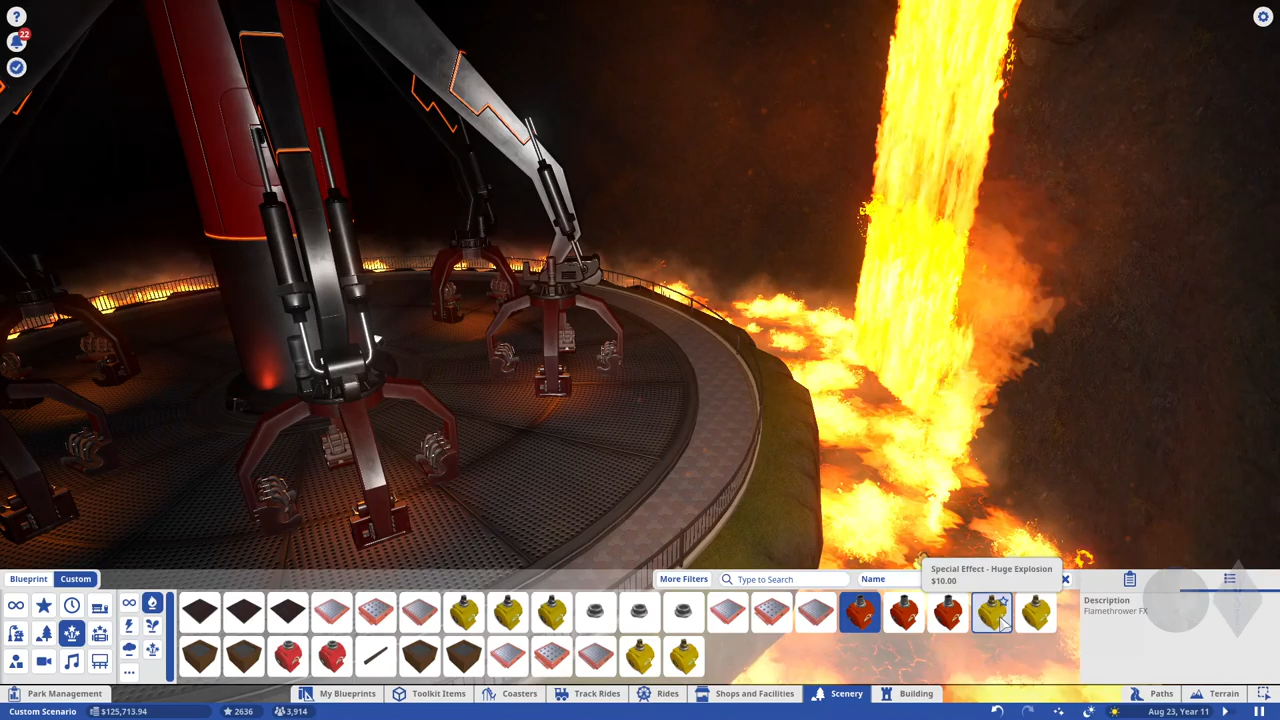 ?
22
Special Effect - Huge Explosion
$10.00
Blueprint
Custom
More Filters
Type to Search
Name
Description
Flamethrower FX
Park Management
My Blueprints
Toolkit Items
Coasters
Track Rides
Rides
Shops and Facilities
Scenery
Building
Paths
Terrain
Custom Scenario
$125,713.94
2636
3,914
Aug 23, Year 11